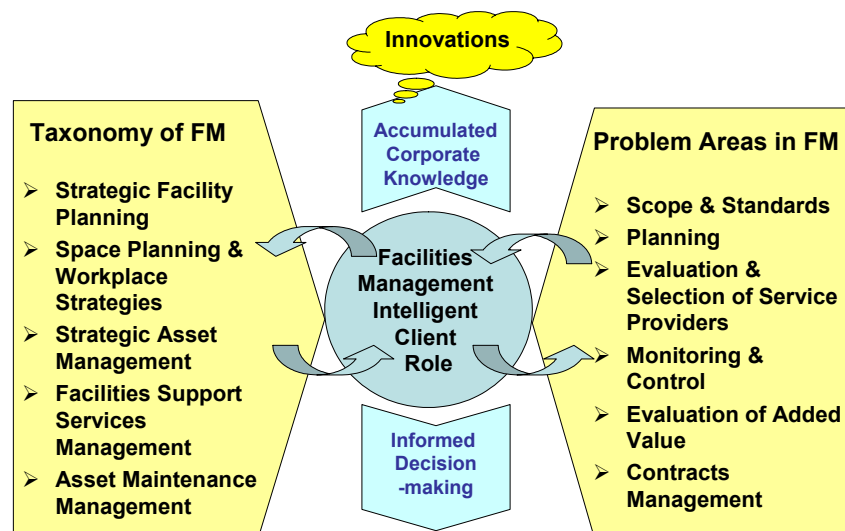 Innovations
Taxonomy of FM
➢ Strategic Facility
Planning
➢ Space Planning &
Workplace
Strategies
➢ Strategic Asset
Management
➢ Facilities Support
Services
Management
➢ Asset Maintenance
Management
Accumulated
Corporate
Knowledge
Facilities
Management
Intelligent
Client
Role
Informed
Decision
-making
Problem Areas in FM
➢ Scope & Standards
➢ Planning
➢ Evaluation &
Selection of Service
Providers
➢ Monitoring &
Control
➢ Evaluation of Added
Value
➢ Contracts
Management